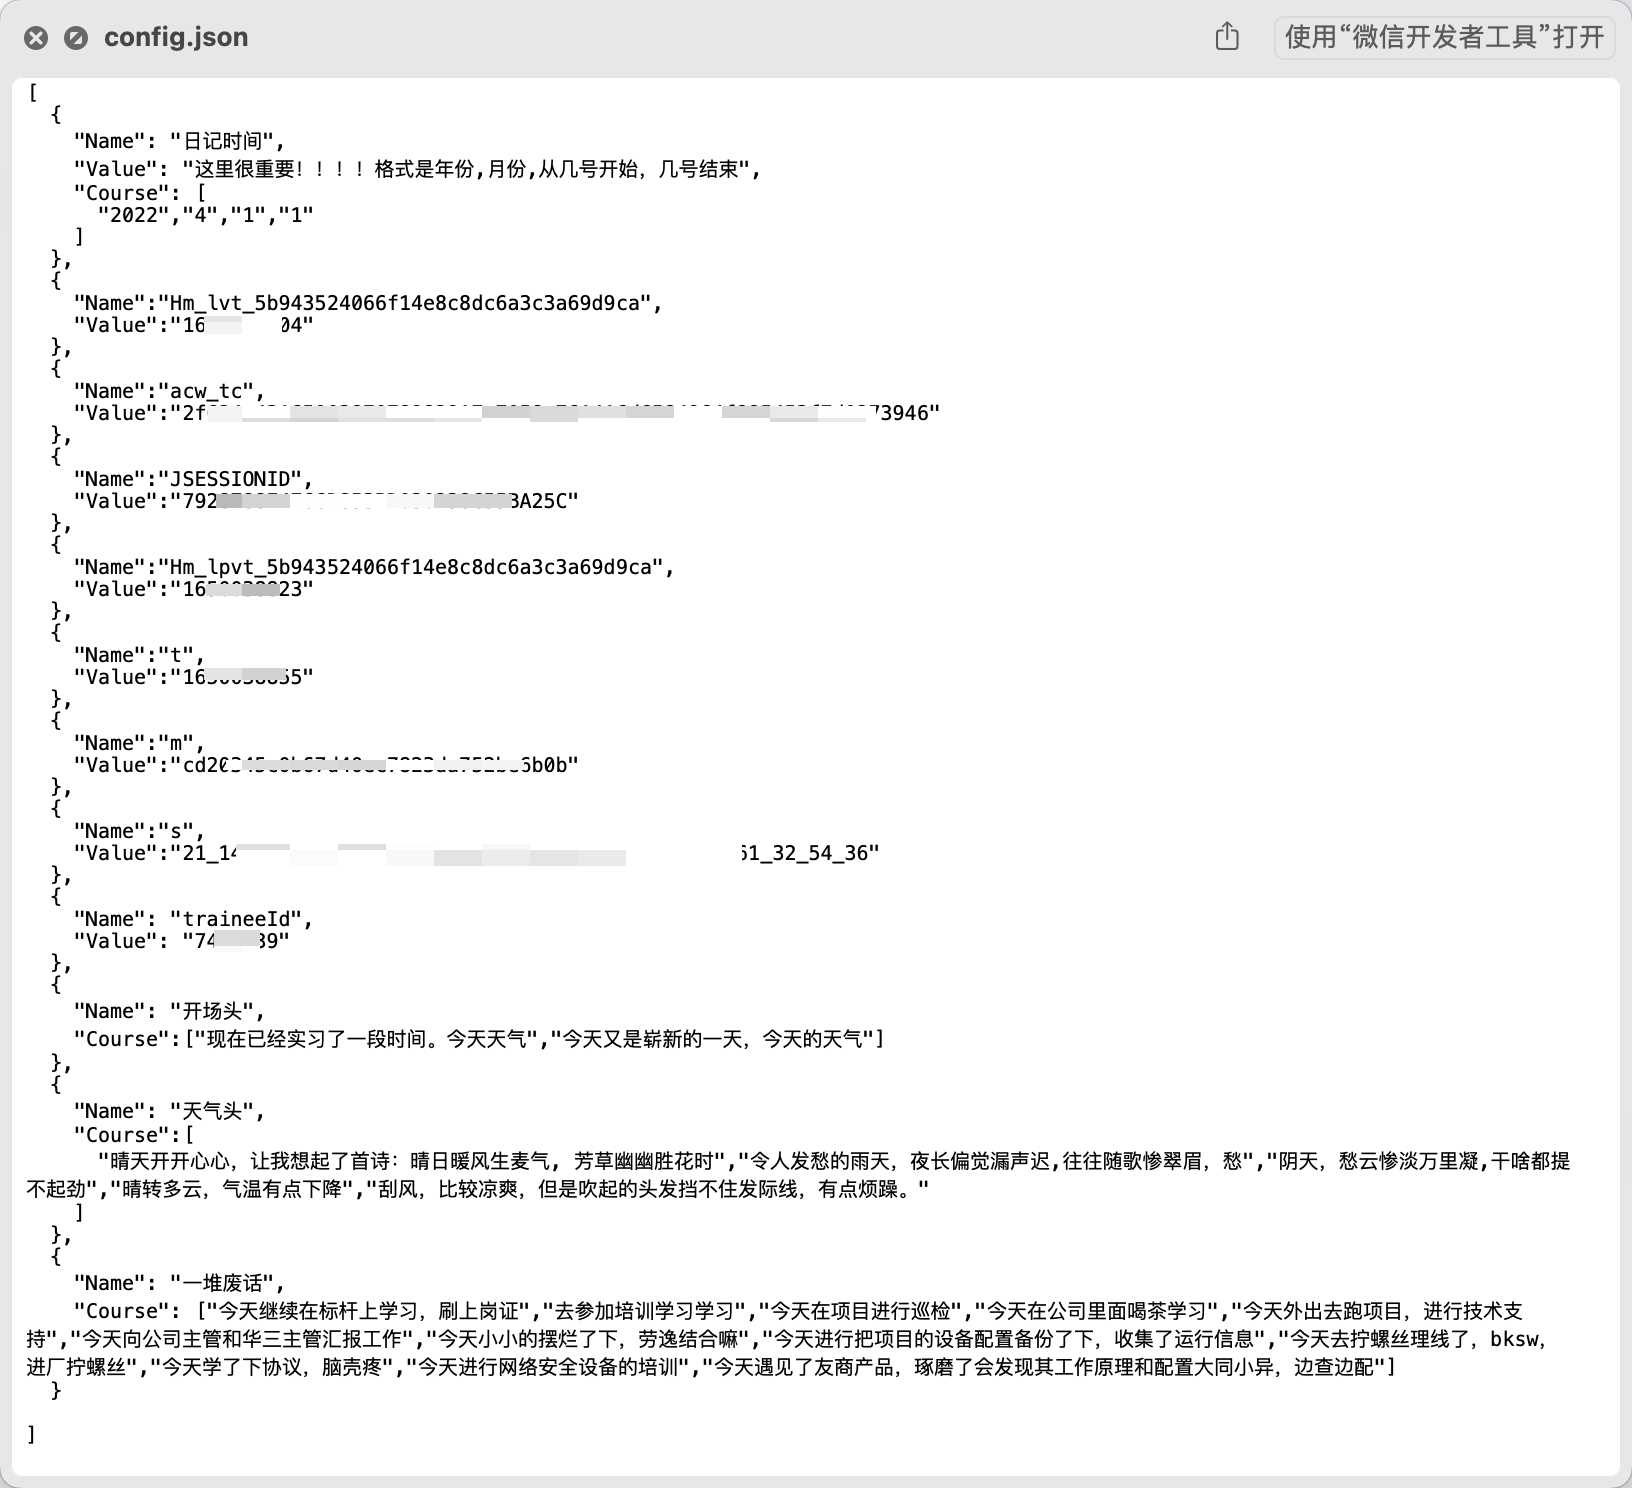 config.json
使用“微信开发者工具”打开
[
{
"Name": "日记时间",
"Value": "这里很重要！！！！格式是年份,月份,从几号开始，几号结束",
"Course": [
"2022","4","1","1"
]
},
{
"Name":"Hm_lvt_5b943524066f14e8c8dc6a3c3a69d9ca",
"Value":"16 04"
},
{
"Name":"acw_tc",
"Value":"2f 73946"
},
{
"Name":"JSESSIONID",
"Value":"792 BA25C"
},
{
"Name":"Hm_lpvt_5b943524066f14e8c8dc6a3c3a69d9ca",
"Value":"16 23"
},
{
"Name":"t",
"Value":"16 55"
},
{
"Name":"m",
"Value":"cd20 6b0b"
},
{
"Name":"s",
"Value":"21_14 61_32_54_36"
},
{
"Name": "traineeId",
"Value": "74 39"
},
{
"Name": "开场头",
"Course":["现在已经实习了一段时间。今天天气","今天又是崭新的一天，今天的天气"]
},
{
"Name": "天气头",
"Course":[
"晴天开开心心，让我想起了首诗：晴日暖风生麦气，芳草幽幽胜花时","令人发愁的雨天，夜长偏觉漏声迟,往往随歌惨翠眉，愁","阴天，愁云惨淡万里凝,干啥都提
不起劲","晴转多云，气温有点下降","刮风，比较凉爽，但是吹起的头发挡不住发际线，有点烦躁。"
]
},
{
"Name": "一堆废话",
"Course": ["今天继续在标杆上学习，刷上岗证","去参加培训学习学习","今天在项目进行巡检","今天在公司里面喝茶学习","今天外出去跑项目，进行技术支
持","今天向公司主管和华三主管汇报工作","今天小小的摆烂了下，劳逸结合嘛","今天进行把项目的设备配置备份了下，收集了运行信息","今天去拧螺丝理线了，bksw，
进厂拧螺丝","今天学了下协议，脑壳疼","今天进行网络安全设备的培训","今天遇见了友商产品，琢磨了会发现其工作原理和配置大同小异，边查边配"]
}
]